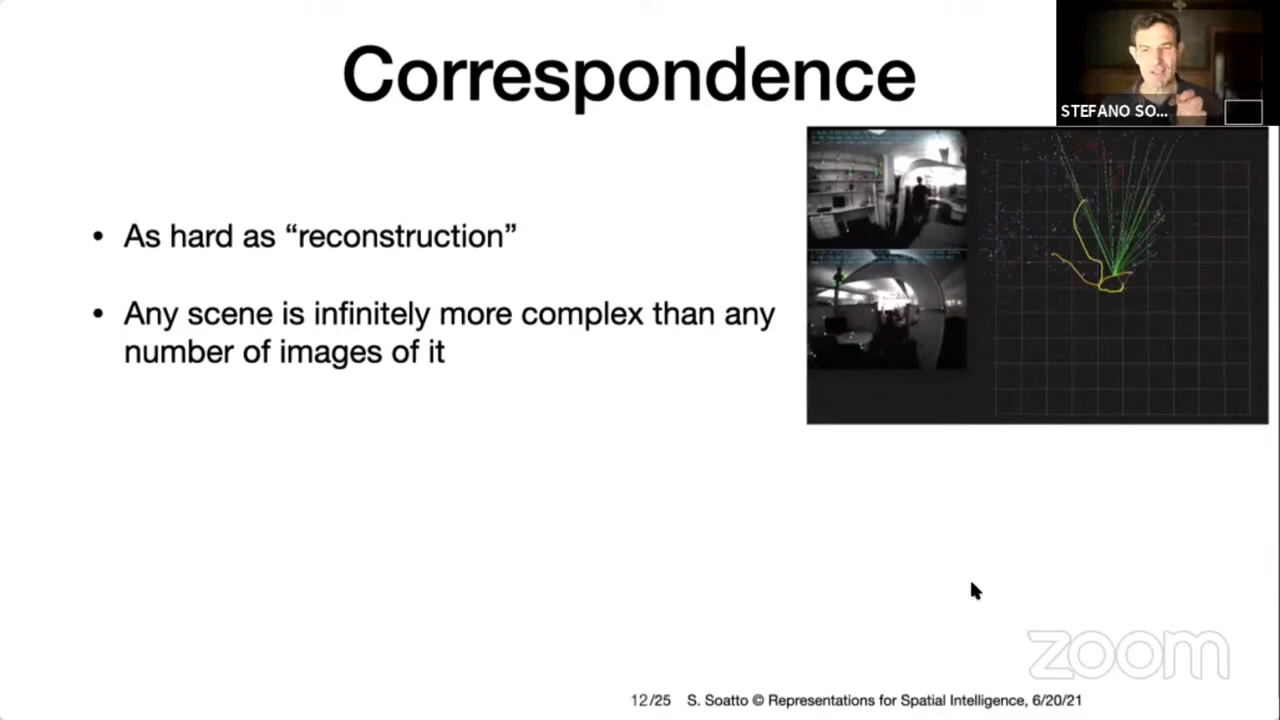 Correspondence
STEFANO SO...
• As hard as “reconstruction”
• Any scene is infinitely more complex than any
number of images of it
zoom
12/25 S. Soatto © Representations for Spatial Intelligence, 6/20/21